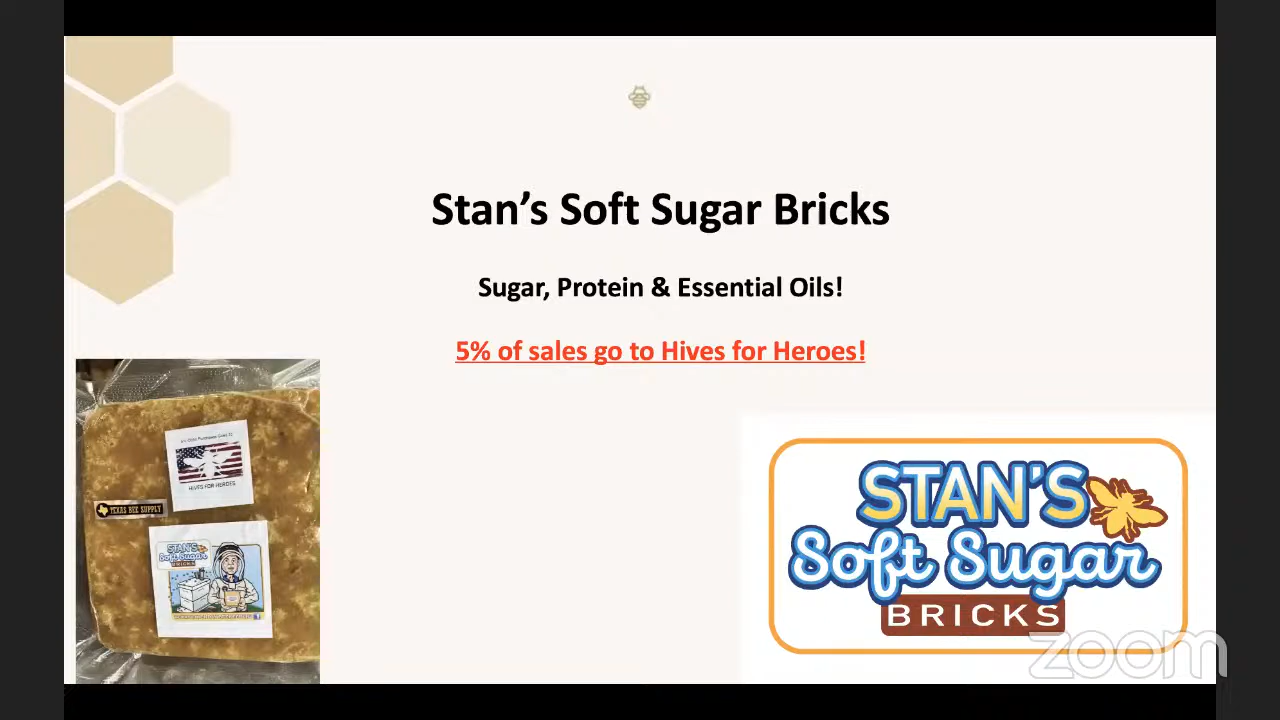 Stan's Soft Sugar Bricks
Sugar, Protein & Essential Oils!
5% of sales go to Hives for Heroes!
HIVES FOR HEROES
TEXAS BEE SUPPLY
STAN'S
Soft Sugar
BRICKS
STAN'S
Soft Sugar
BRICKS
zoom